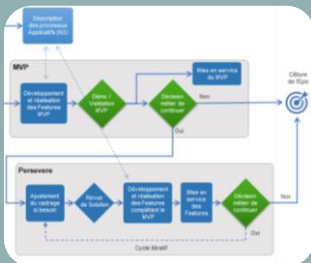 Description
des processus
Applicatifs (N3)
MVP
Développement
et réalisation
des Features
MVP
Démo /
Validation
MVP
Décision
métier de
continuer
Mise en service
du MVP
Non
Clôture
de l'Epic
Oui
Persevere
Ajustement
du cadrage
si besoin
Revue
de Solution
Développement
et réalisation
des Features
complétant le
MVP
Mise en
service
des
Features
Décision
métier de
continuer
Non
Oui
Cycle itératif